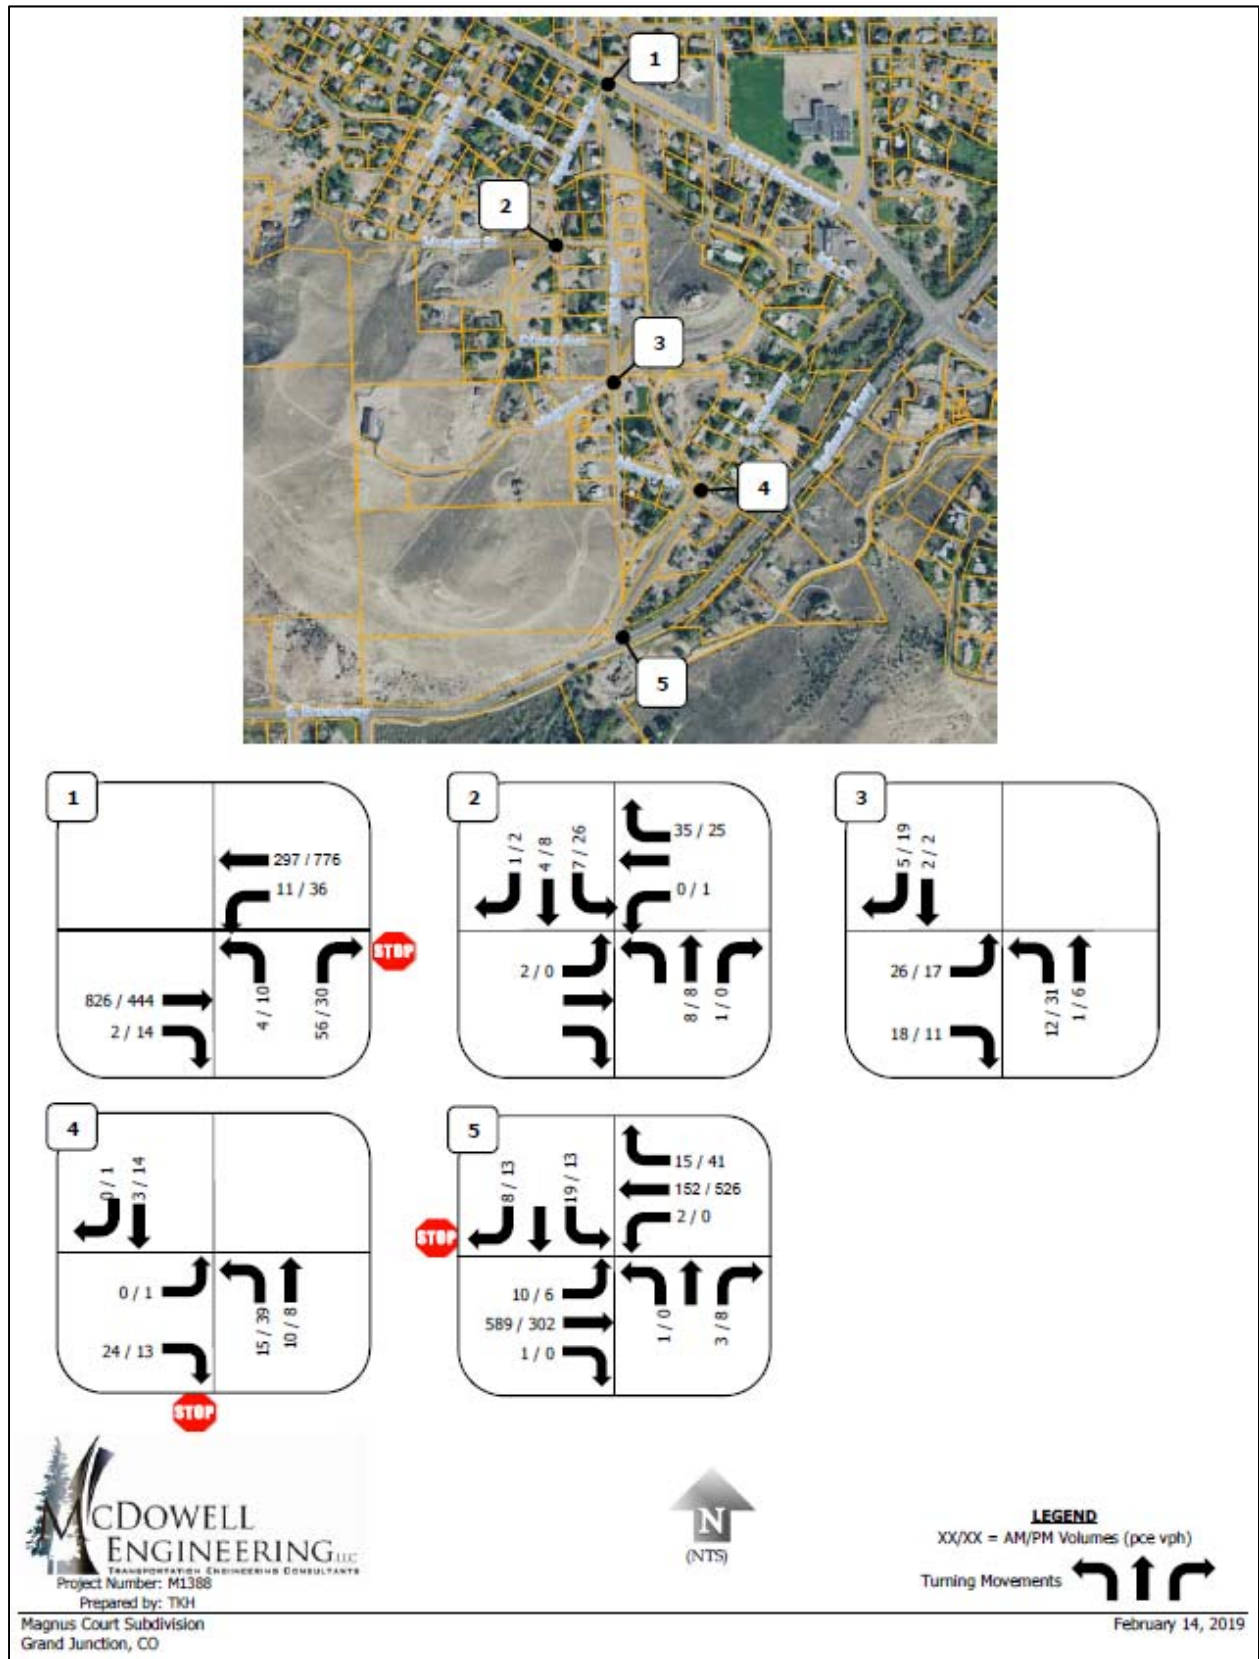 1
2
3
4
5
1
297 / 776
11 / 36
STOP
826 / 444
2 / 14
4 / 10
56 / 30
2
1 / 2
4 / 8
7 / 26
35 / 25
0 / 1
2 / 0
8 / 8
1 / 0
3
5 / 19
2 / 2
26 / 17
18 / 11
12 / 31
1 / 6
4
0 / 1
3 / 14
0 / 1
24 / 13
15 / 39
10 / 8
STOP
5
8 / 13
19 / 13
15 / 41
152 / 526
2 / 0
STOP
10 / 6
589 / 302
1 / 0
1 / 0
3 / 8
MCDOWELL
ENGINEERING LLC
TRANSPORTATION ENGINEERING CONSULTANTS
Project Number: M1388
Prepared by: TKH
Magnus Court Subdivision
Grand Junction, CO
N
(NTS)
LEGEND
XX/XX = AM/PM Volumes (pce vph)
Turning Movements
February 14, 2019